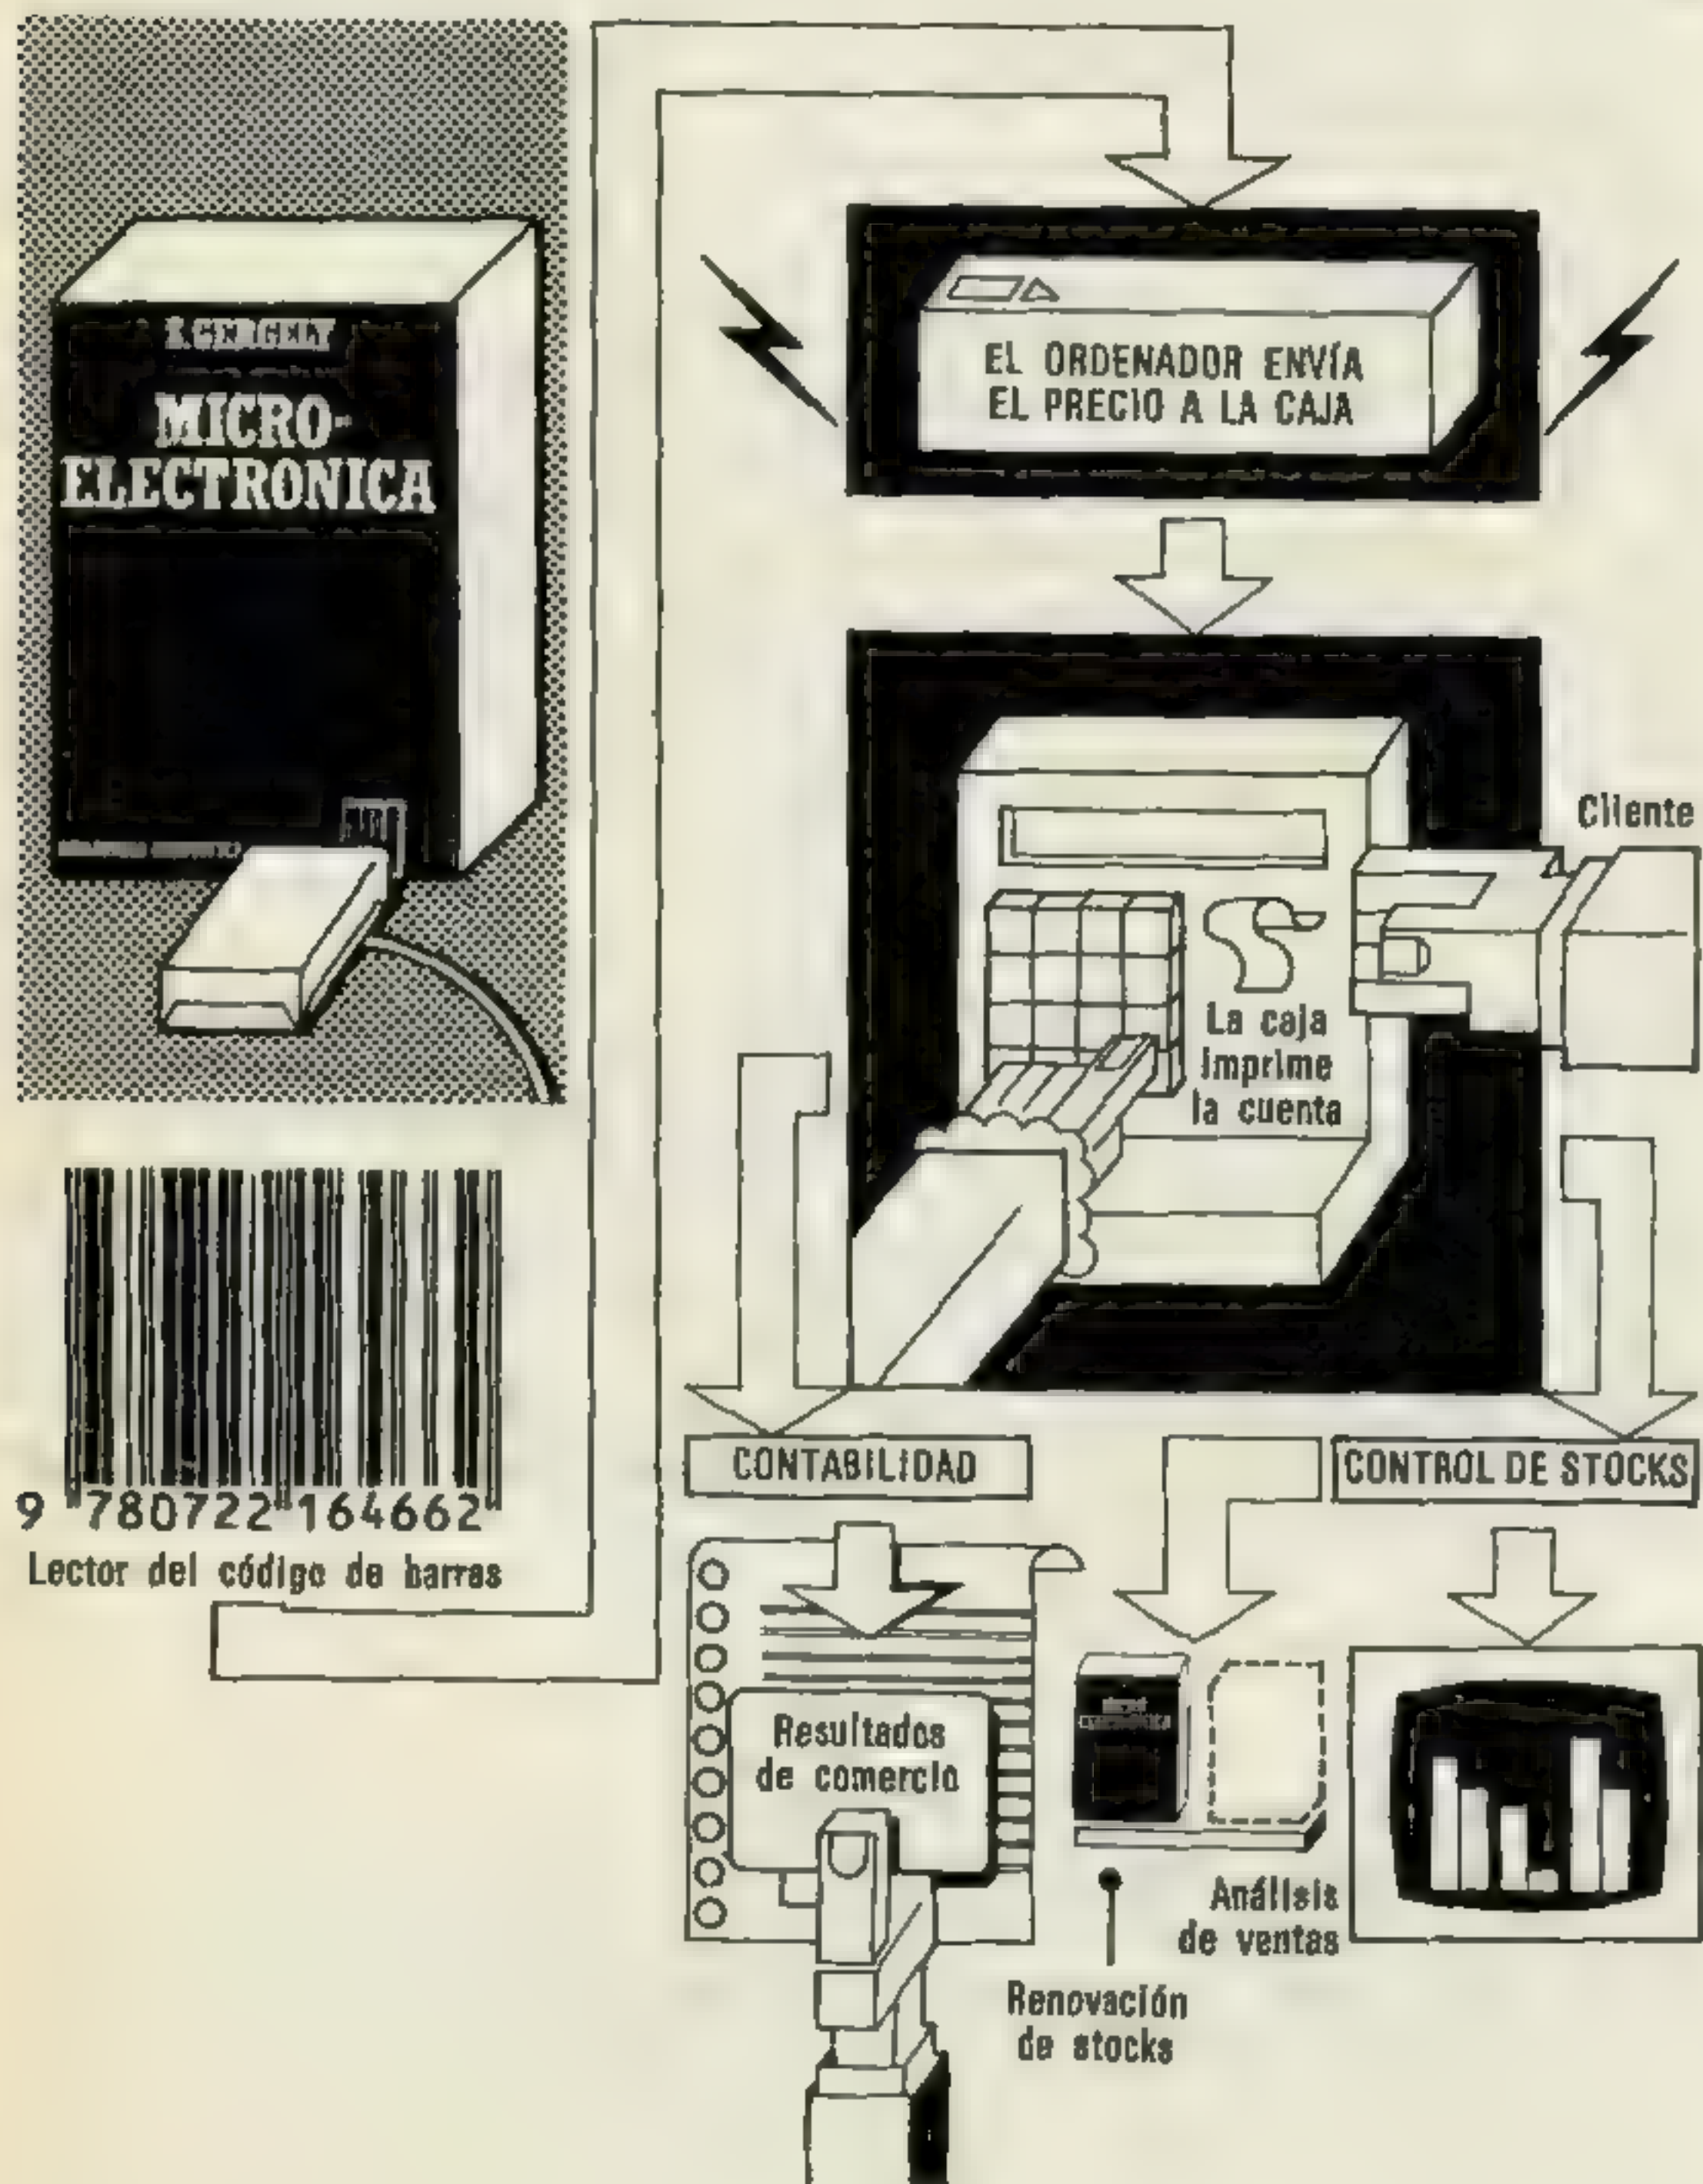 GERGELY
MICRO-
ELECTRONICA
9 780722 164662
Lector del código de barras
EL ORDENADOR ENVÍA
EL PRECIO A LA CAJA
Cliente
La caja
imprime
la cuenta
CONTABILIDAD
CONTROL DE STOCKS
Resultados
de comercio
Análisis
de ventas
Renovación
de stocks